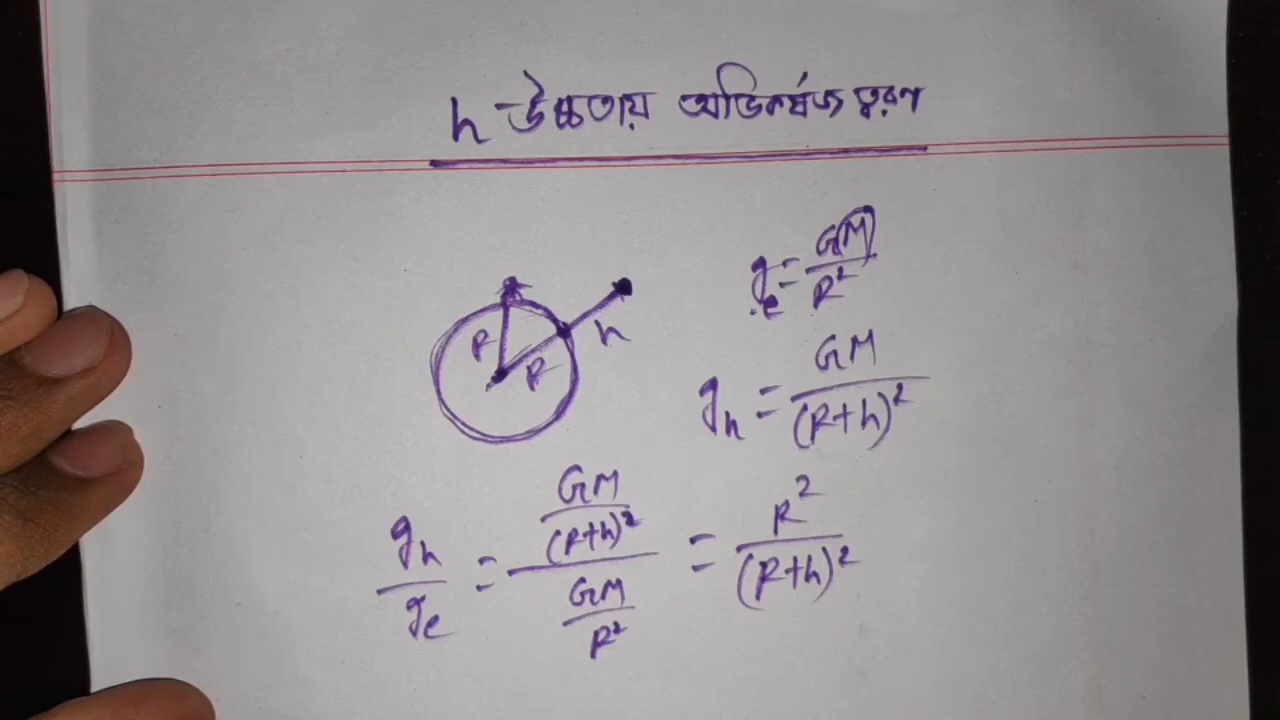 h-উচ্চতায় অভিকর্ষজ ত্বরণ
g_e = GM/R²
R R h
g_h = GM/(R+h)²
g_h/g_e = (GM/(R+h)²)/(GM/R²) = R²/(R+h)²